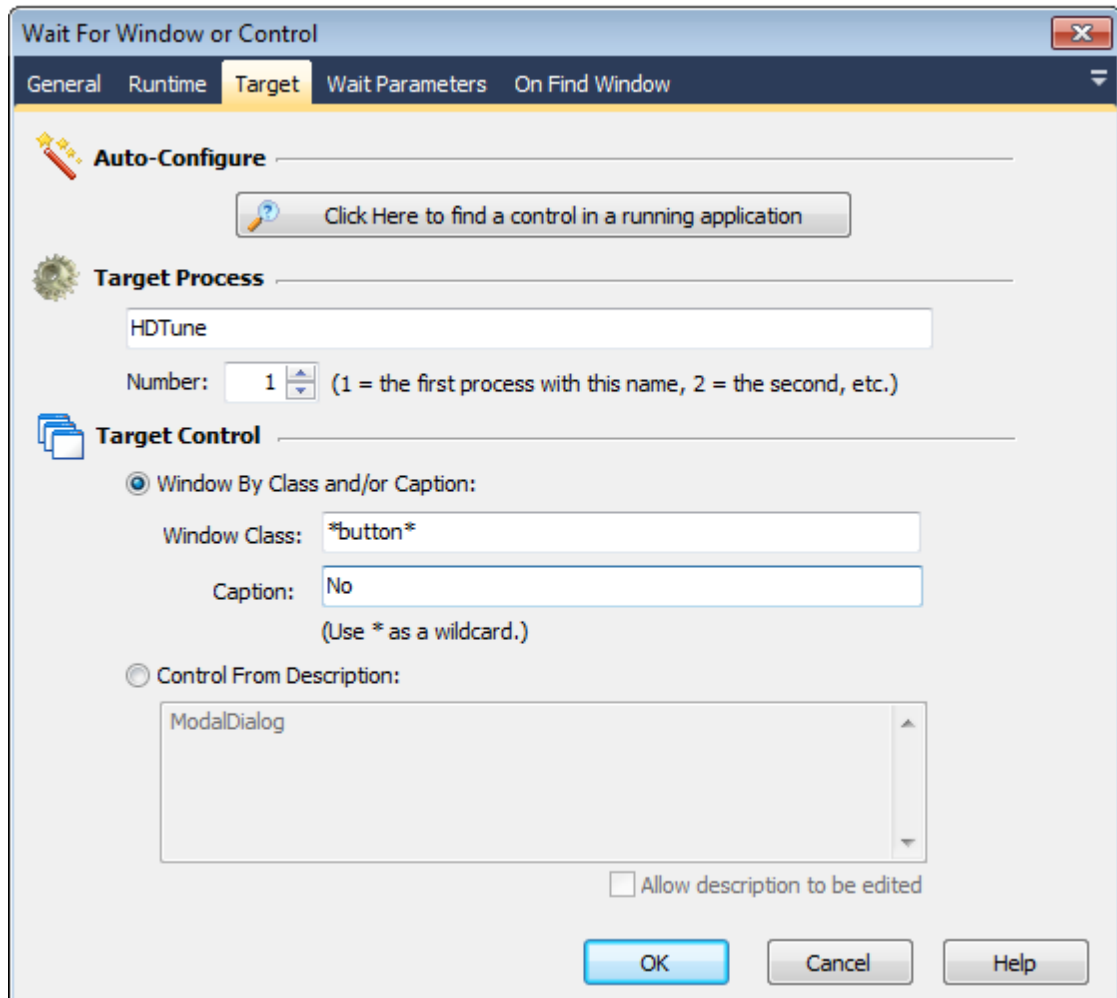 Wait For Window or Control
General Runtime Target Wait Parameters On Find Window
Auto-Configure
Click Here to find a control in a running application
Target Process
HDTune
Number: 1 (1 = the first process with this name, 2 = the second, etc.)
Target Control
Window By Class and/or Caption:
Window Class: *button*
Caption: No
(Use * as a wildcard.)
Control From Description:
ModalDialog
Allow description to be edited
OK Cancel Help